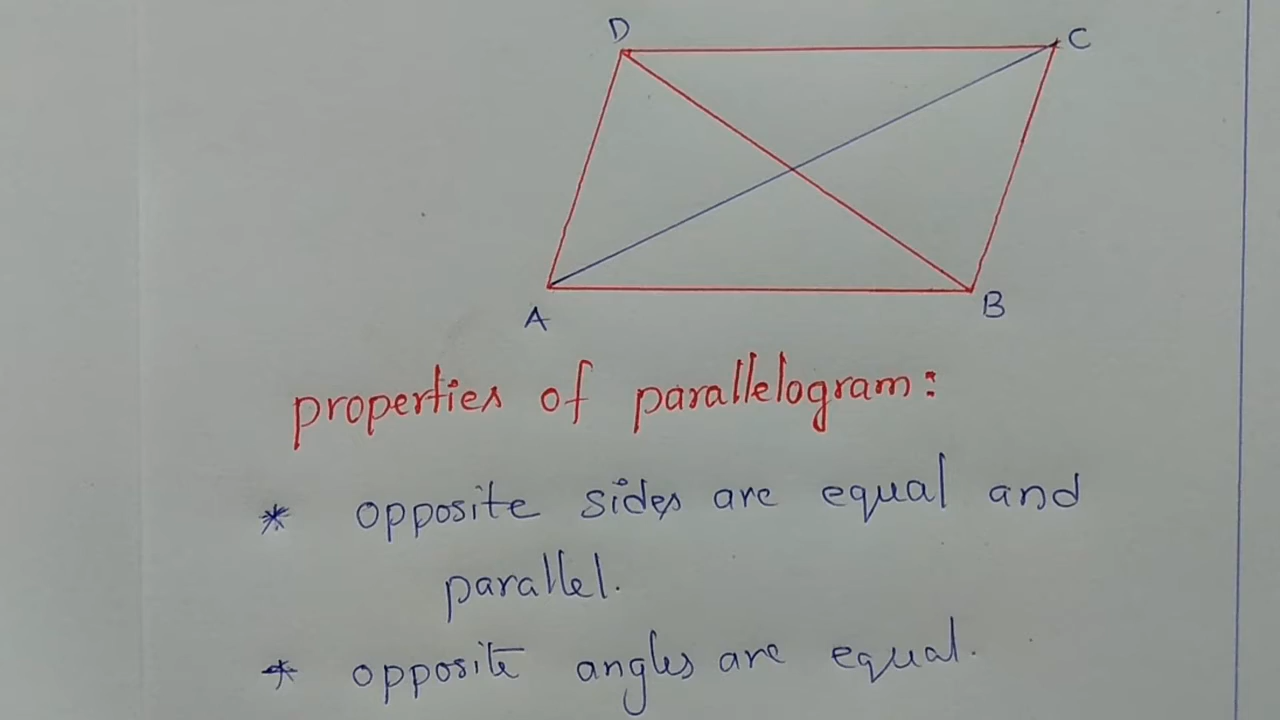 D
C
A
B
properties of parallelogram:
* opposite sides are equal and
parallel.
* opposite angles are equal.